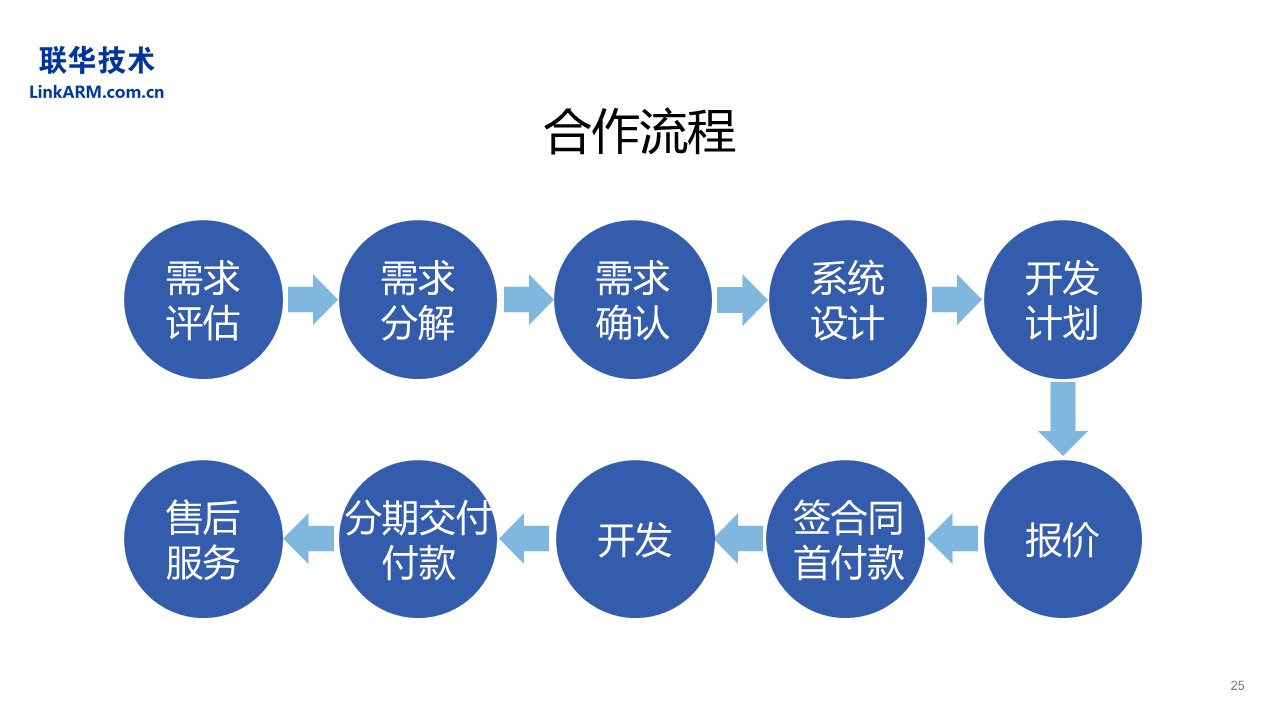 联华技术
LinkARM.com.cn
合作流程
需求
评估
需求
分解
需求
确认
系统
设计
开发
计划
报价
签合同
首付款
开发
分期交付
付款
售后
服务
25